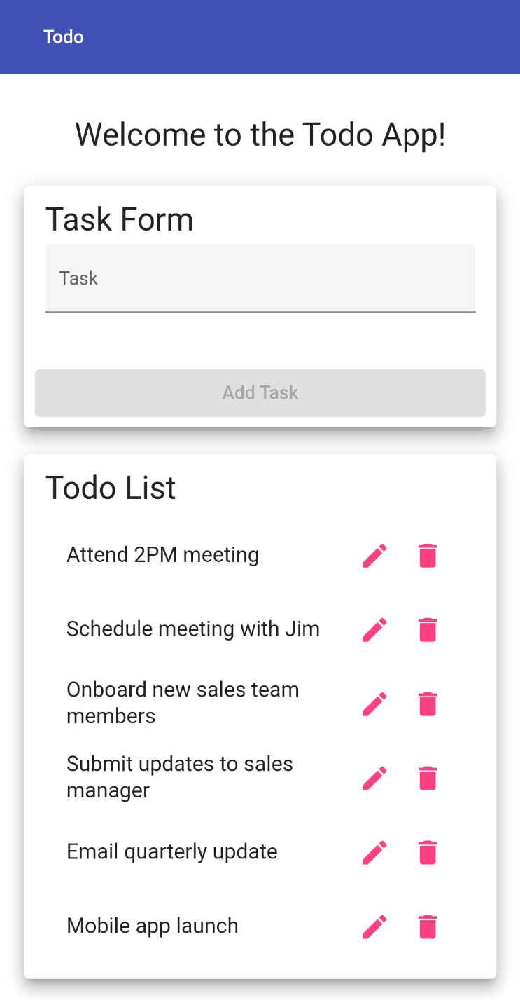 Todo
Welcome to the Todo App!
Task Form
Task
Add Task
Todo List
Attend 2PM meeting
Schedule meeting with Jim
Onboard new sales team
members
Submit updates to sales
manager
Email quarterly update
Mobile app launch